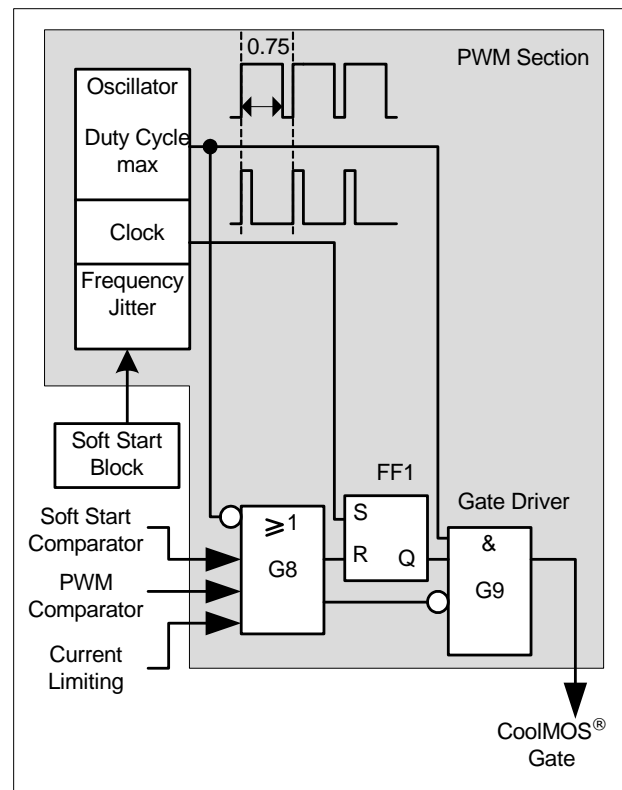 0.75
PWM Section
Oscillator
Duty Cycle
max
Clock
Frequency
Jitter
Soft Start
Block
FF1
Gate Driver
Soft Start
Comparator
PWM
Comparator
Current
Limiting
⩾1
G8
S
R
Q
&
G9
CoolMOS®
Gate